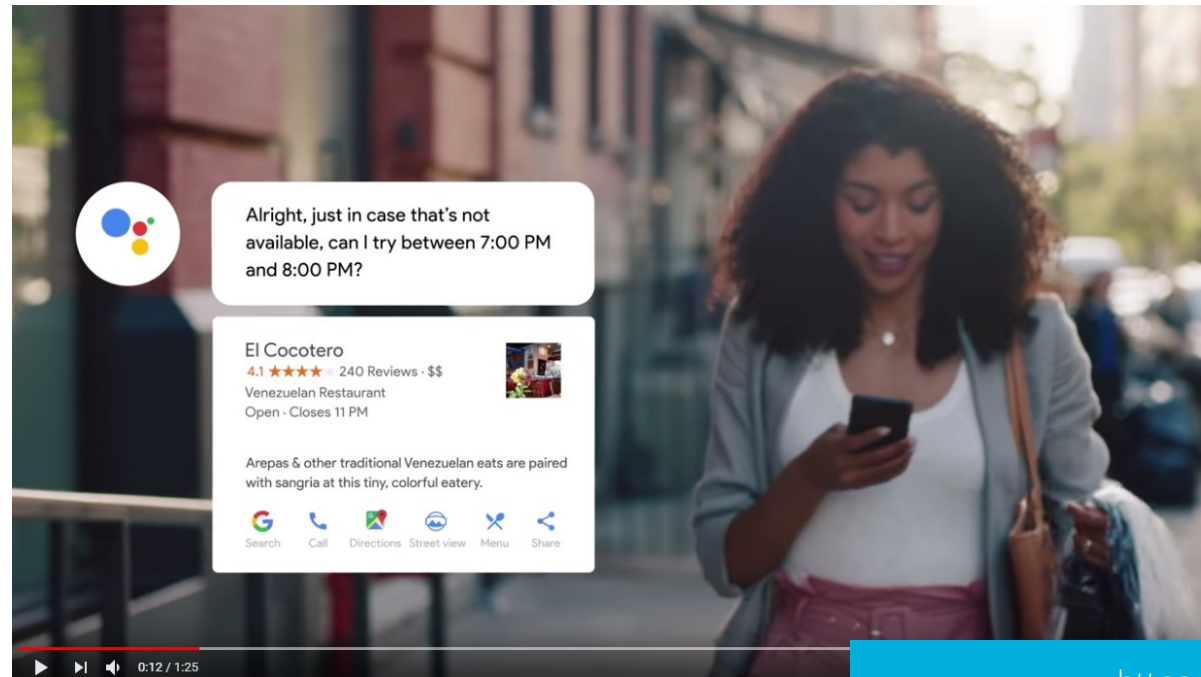 Alright, just in case that's not
available, can I try between 7:00 PM
and 8:00 PM?
El Cocotero
4.1 ★★★★★ 240 Reviews · $$
Venezuelan Restaurant
Open · Closes 11 PM
Arepas & other traditional Venezuelan eats are paired
with sangria at this tiny, colorful eatery.
Search Call Directions Street view Menu Share
0:12 / 1:25